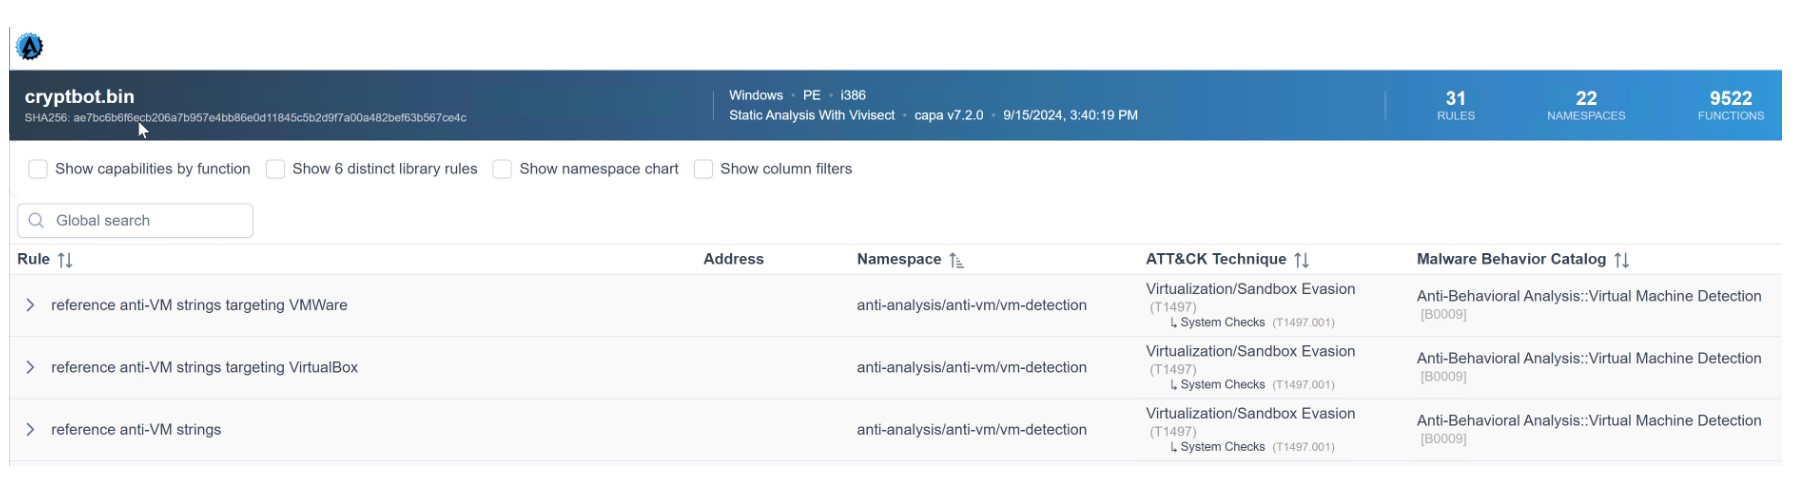 cryptbot.bin
SHA256: ae7bc6b6f6ecb206a7b957e4bb86e0d11845c5b2d9f7a00a482bef63b567ce4c
Windows • PE • i386
Static Analysis With Vivisect • capa v7.2.0 • 9/15/2024, 3:40:19 PM
31
RULES
22
NAMESPACES
9522
FUNCTIONS
Show capabilities by function Show 6 distinct library rules Show namespace chart Show column filters
Global search
Rule Address Namespace ATT&CK Technique Malware Behavior Catalog
reference anti-VM strings targeting VMWare
anti-analysis/anti-vm/vm-detection
Virtualization/Sandbox Evasion
(T1497)
↳ System Checks (T1497.001)
Anti-Behavioral Analysis::Virtual Machine Detection
[B0009]
reference anti-VM strings targeting VirtualBox
anti-analysis/anti-vm/vm-detection
Virtualization/Sandbox Evasion
(T1497)
↳ System Checks (T1497.001)
Anti-Behavioral Analysis::Virtual Machine Detection
[B0009]
reference anti-VM strings
anti-analysis/anti-vm/vm-detection
Virtualization/Sandbox Evasion
(T1497)
↳ System Checks (T1497.001)
Anti-Behavioral Analysis::Virtual Machine Detection
[B0009]